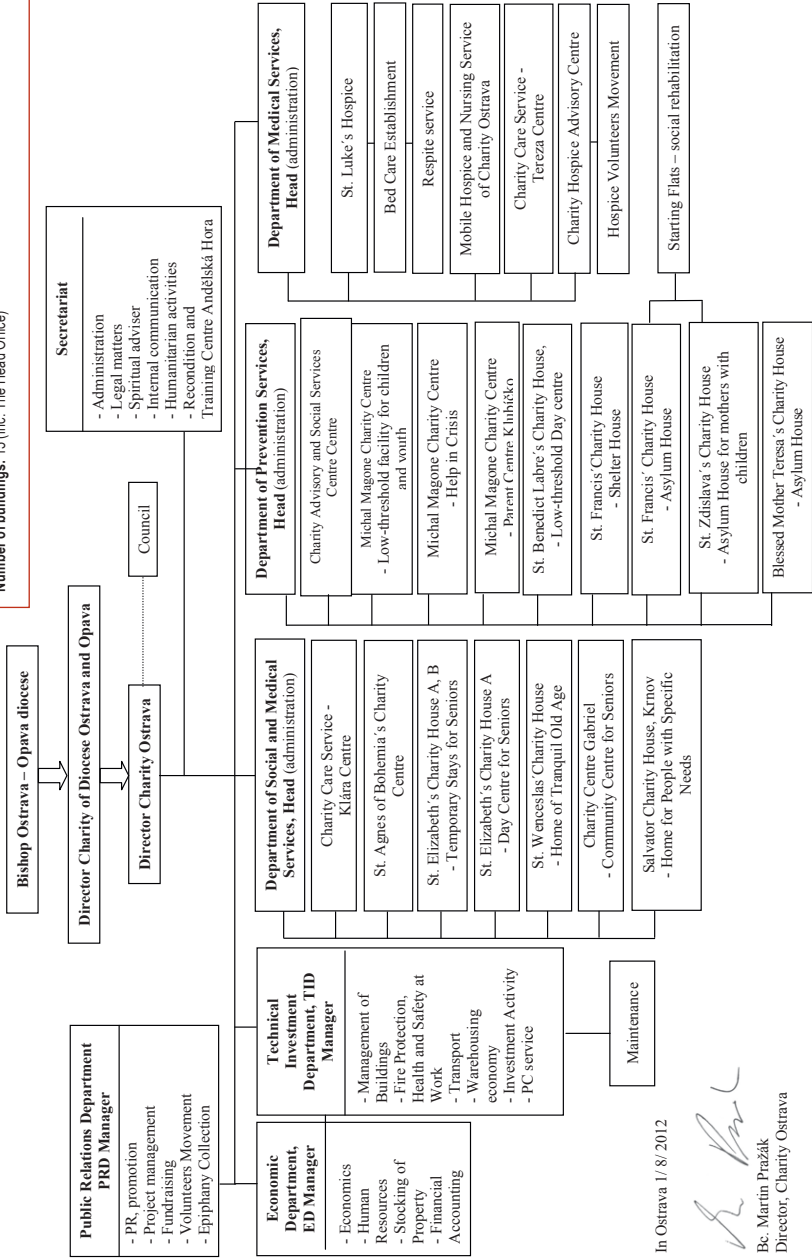 Number of buildings: 15 (inc. The Head Office)
Bishop Ostrava – Opava diocese
Director Charity of Diocese Ostrava and Opava
Director Charity Ostrava
Council
Secretariat
- Administration
- Legal matters
- Spiritual adviser
- Internal communication
- Humanitarian activities
- Recondition and
Training Centre Andělská Hora
Public Relations Department
PRD Manager
- PR, promotion
- Project management
- Fundraising
- Volunteers Movement
- Epiphany Collection
Economic
Department,
ED Manager
- Economics
- Human
Resources
- Stocking of
Property
- Financial
Accounting
Technical
Investment
Department, TID
Manager
- Management of
Buildings
- Fire Protection,
Health and Safety at
Work
- Transport
- Warehousing
economy
- Investment Activity
- PC service
Maintenance
Department of Social and Medical
Services, Head (administration)
Charity Care Service -
Klára Centre
St. Agnes of Bohemia´s Charity
Centre
St. Elizabeth´s Charity House A, B
- Temporary Stays for Seniors
St. Elizabeth´s Charity House A
- Day Centre for Seniors
St. Wenceslas´Charity House
- Home of Tranquil Old Age
Charity Centre Gabriel
- Community Centre for Seniors
Salvator Charity House, Krnov
- Home for People with Specific
Needs
Department of Prevention Services,
Head (administration)
Charity Advisory and Social Services
Centre Centre
Michal Magone Charity Centre
- Low-threshold facility for children
and youth
Michal Magone Charity Centre
- Help in Crisis
Michal Magone Charity Centre
- Parent Centre Klubíčko
St. Benedict Labre´s Charity House,
- Low-threshold Day centre
St. Francis´Charity House
- Shelter House
St. Francis´ Charity House
- Asylum House
St. Zdislava´s Charity House
- Asylum House for mothers with
children
Blessed Mother Teresa´s Charity House
- Asylum House
Department of Medical Services,
Head (administration)
St. Luke´s Hospice
Bed Care Establishment
Respite service
Mobile Hospice and Nursing Service
of Charity Ostrava
Charity Care Service -
Tereza Centre
Charity Hospice Advisory Centre
Hospice Volunteers Movement
Starting Flats – social rehabilitation
In Ostrava 1/ 8/ 2012
Bc. Martin Pražák
Director, Charity Ostrava